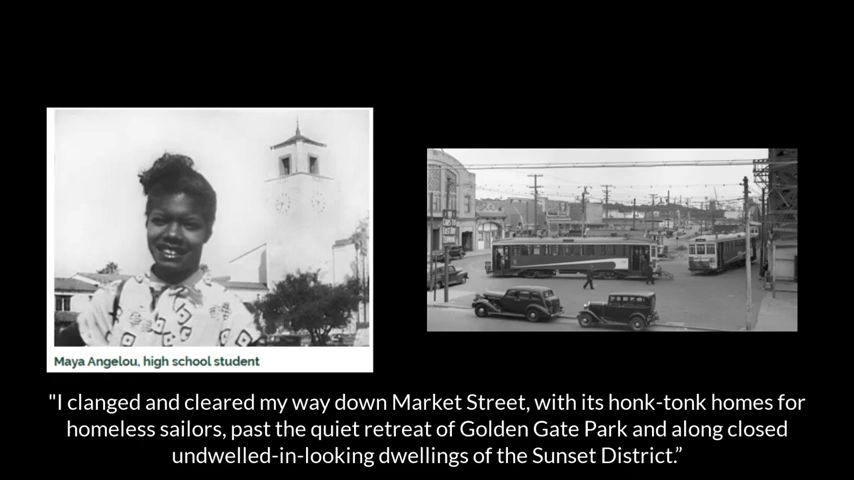 Maya Angelou, high school student
"I clanged and cleared my way down Market Street, with its honk-tonk homes for
homeless sailors, past the quiet retreat of Golden Gate Park and along closed
undwelled-in-looking dwellings of the Sunset District.”